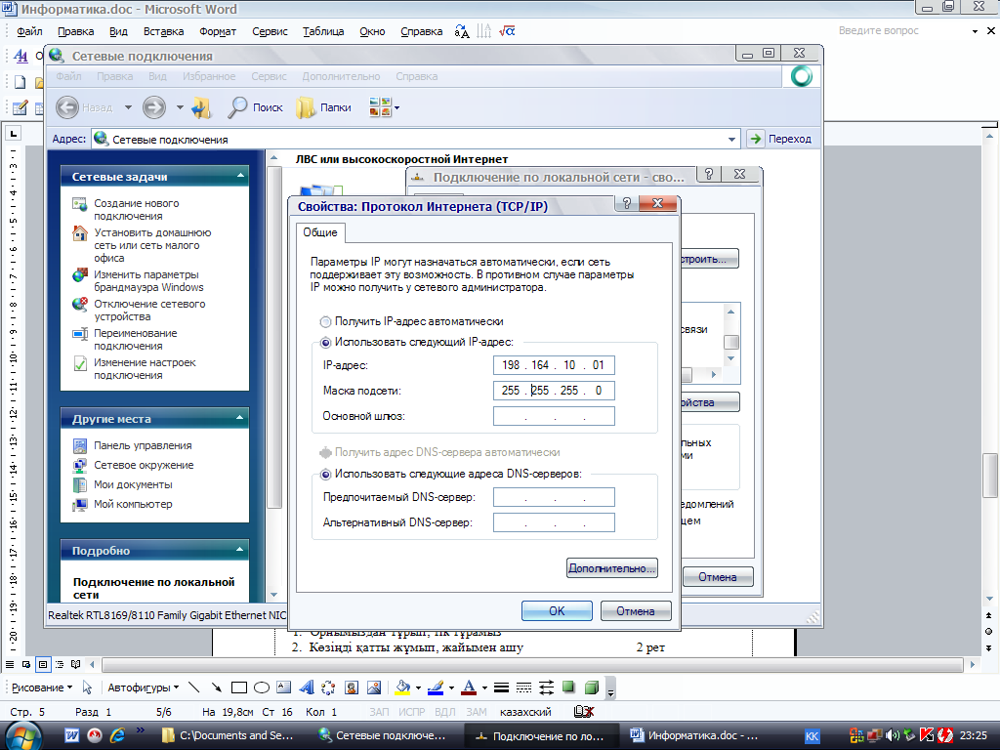 Информатика.doc - Microsoft Word
Файл Правка Вид Вставка Формат Сервис Таблица Окно Справка
Введите вопрос
Сетевые подключения
Файл Правка Вид Избранное Сервис Дополнительно Справка
Назад Поиск Папки
Адрес: Сетевые подключения Переход
ЛВС или высокоскоростной Интернет
Сетевые задачи
Создание нового
подключения
Установить домашнюю
сеть или сеть малого
офиса
Изменить параметры
брандмауэра Windows
Отключение сетевого
устройства
Переименование
подключения
Изменение настроек
подключения
Другие места
Панель управления
Сетевое окружение
Мои документы
Мой компьютер
Подробно
Подключение по локальной
сети
Realtek RTL8169/8110 Family Gigabit Ethernet NIC
Подключение по локальной сети - сво...
строить...
связи
ойства
льных
ми
едомлений
щем
Отмена
Свойства: Протокол Интернета (TCP/IP)
Общие
Параметры IP могут назначаться автоматически, если сеть
поддерживает эту возможность. В противном случае параметры
IP можно получить у сетевого администратора.
Получить IP-адрес автоматически
Использовать следующий IP-адрес:
IP-адрес: 198 . 164 . 10 . 01
Маска подсети: 255 . 255 . 255 . 0
Основной шлюз: . . .
Получить адрес DNS-сервера автоматически
Использовать следующие адреса DNS-серверов:
Предпочитаемый DNS-сервер: . . .
Альтернативный DNS-сервер: . . .
Дополнительно...
OK Отмена
1. Орнымыздан тұрып, тік тұрамыз
2. Көзіңді қатты жұмып, жайымен ашу 2 рет
Рисование Автофигуры
Стр. 5 Разд 1 5/6 На 19,8см Ст 16 Кол 1 ЗАП ИСПР ВДЛ ЗАМ казахский
C:\Documents and Se... Сетевые подключе... Подключение по ло... Информатика.doc - ... KK 23:25